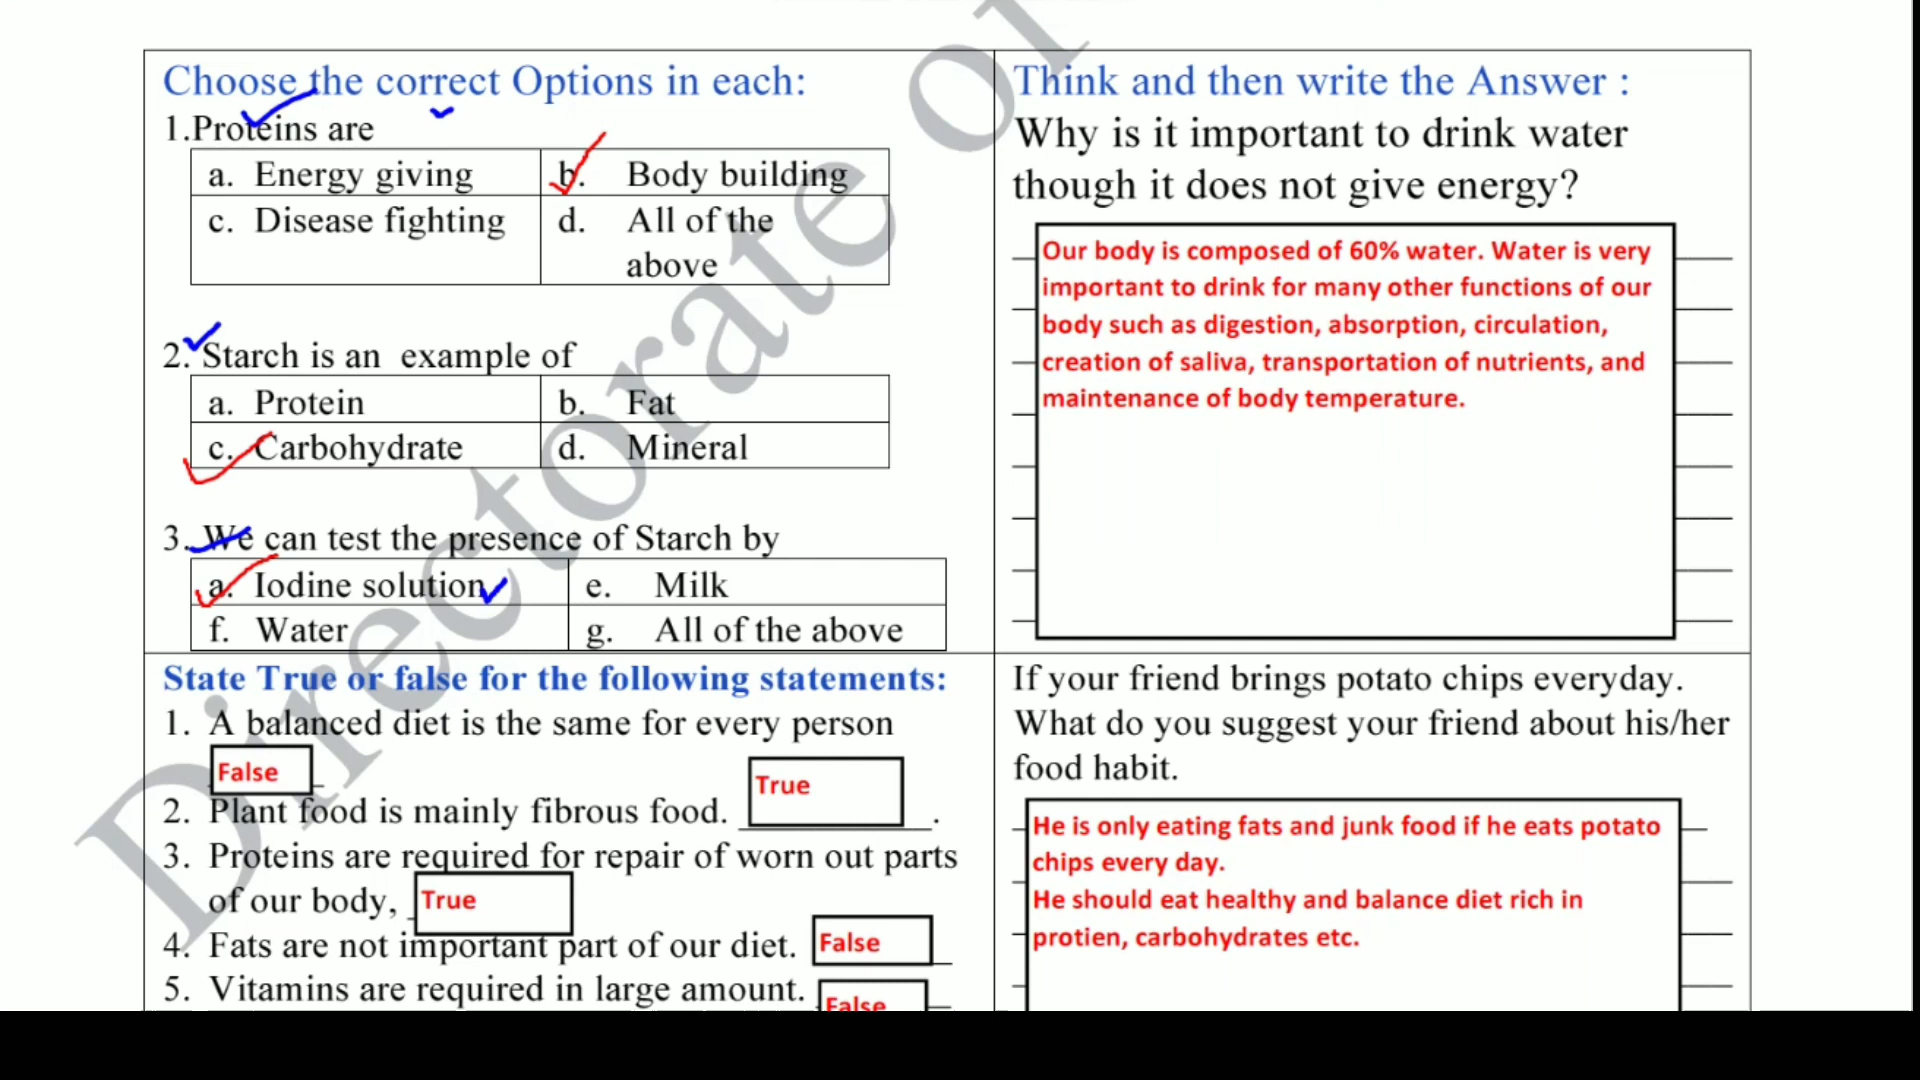 Choose the correct Options in each:
1.Proteins are
a. Energy giving b. Body building
c. Disease fighting d. All of the
above
2. Starch is an example of
a. Protein b. Fat
c. Carbohydrate d. Mineral
3. We can test the presence of Starch by
a. Iodine solution e. Milk
f. Water g. All of the above
State True or false for the following statements:
1. A balanced diet is the same for every person
False
2. Plant food is mainly fibrous food. True .
3. Proteins are required for repair of worn out parts
of our body, True
4. Fats are not important part of our diet. False
5. Vitamins are required in large amount. False
Think and then write the Answer :
Why is it important to drink water
though it does not give energy?
Our body is composed of 60% water. Water is very
important to drink for many other functions of our
body such as digestion, absorption, circulation,
creation of saliva, transportation of nutrients, and
maintenance of body temperature.
If your friend brings potato chips everyday.
What do you suggest your friend about his/her
food habit.
He is only eating fats and junk food if he eats potato
chips every day.
He should eat healthy and balance diet rich in
protien, carbohydrates etc.
Directorate of